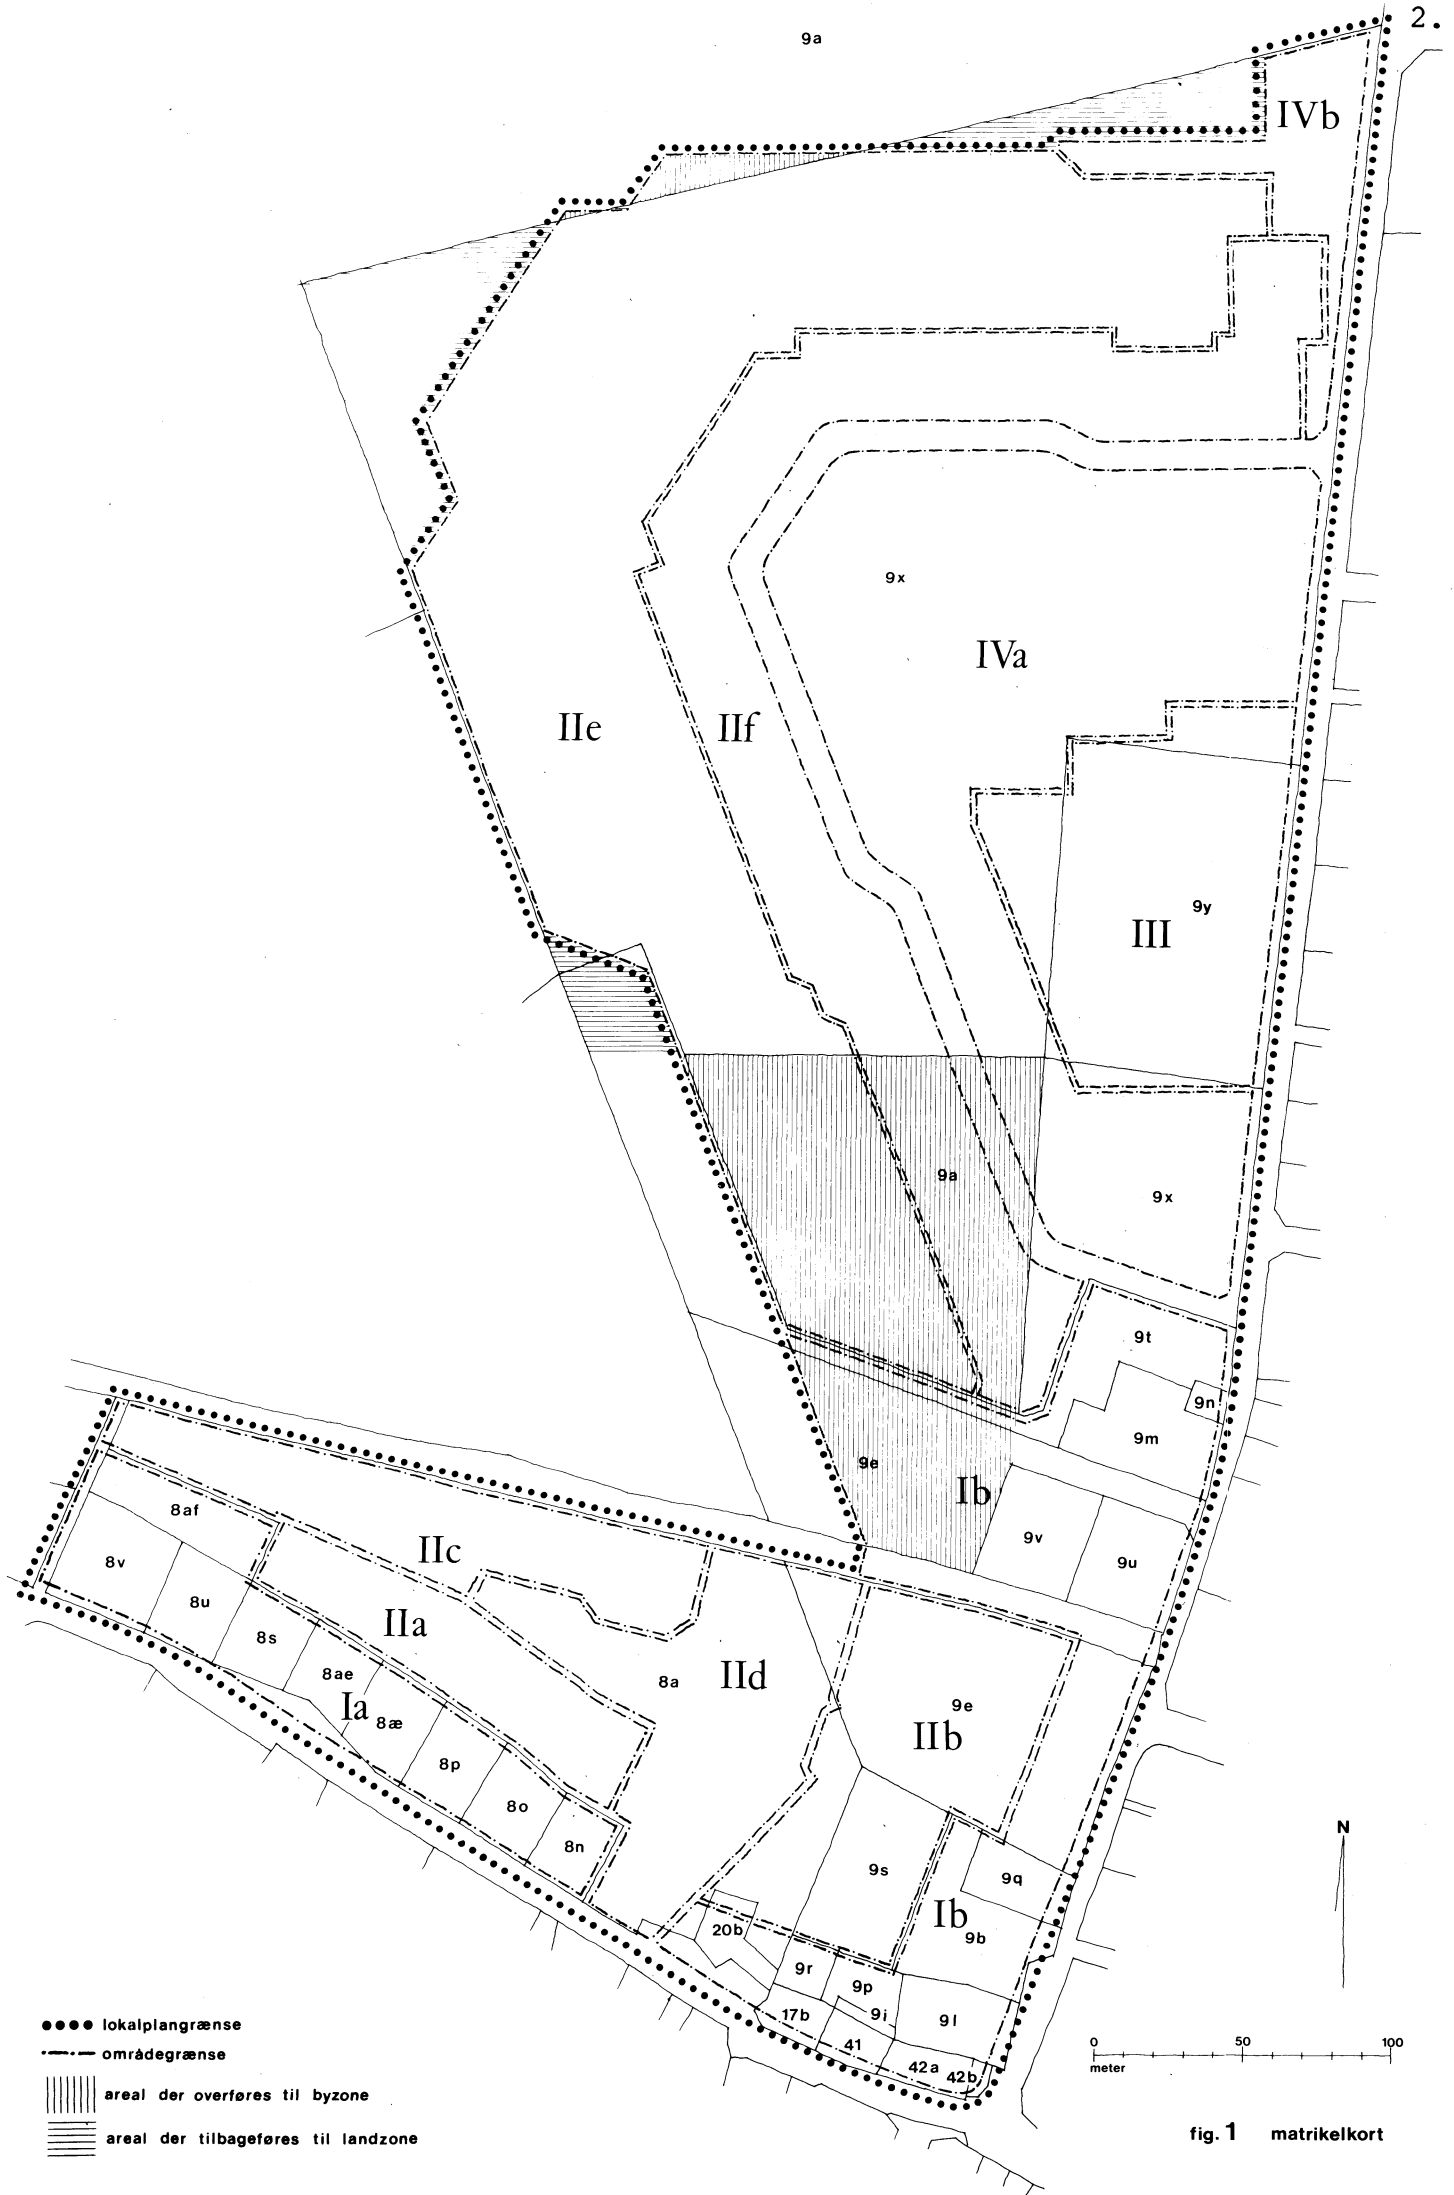 2.
9a
IVb
9x
IVa
IIe
IIf
9y
III
9a
9x
9t
9n
9m
9e
Ib
9v
9u
8af
IIc
8v
8u
IIa
8s
8ae
8a
IId
Ia
8æ
9e
IIb
8p
8o
8n
9s
9q
Ib
9b
20b
9r
9p
9i
9l
17b
41
42a
42b
N
lokalplangrænse
områdegrænse
areal der overføres til byzone
areal der tilbageføres til landzone
0 50 100
meter
fig. 1 matrikelkort